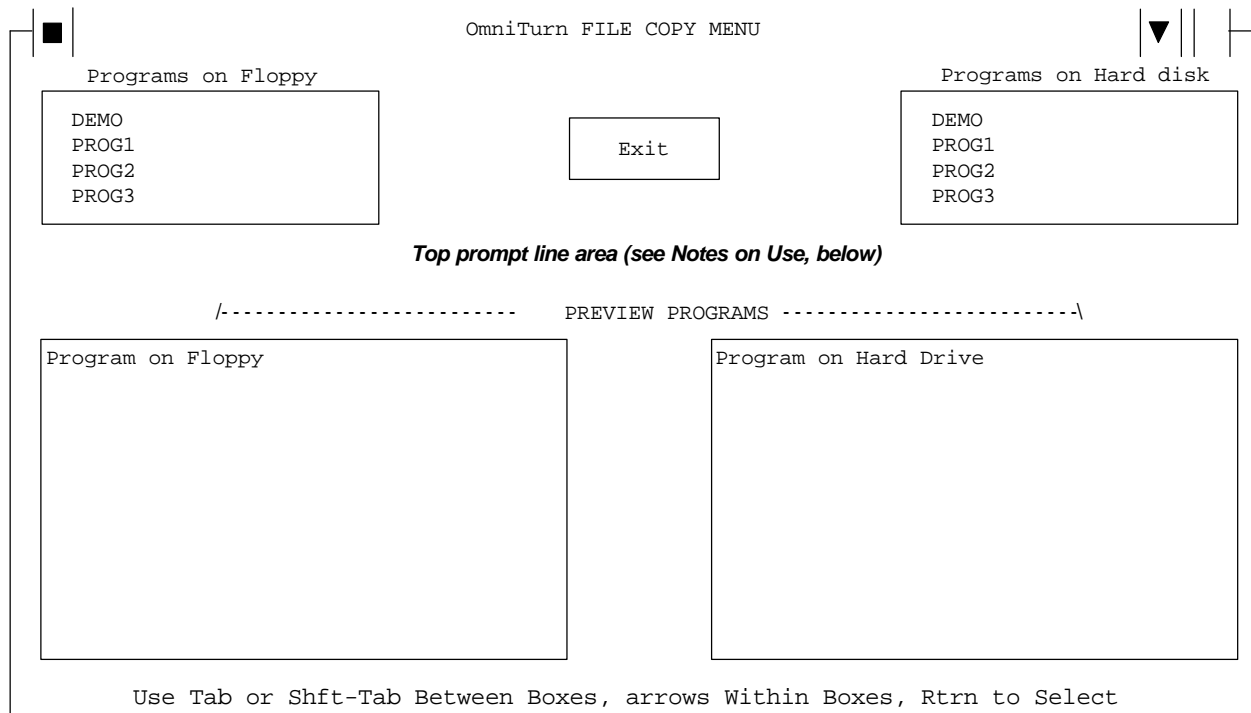 OmniTurn FILE COPY MENU
Programs on Floppy
Programs on Hard disk
DEMO
PROG1
PROG2
PROG3
Exit
DEMO
PROG1
PROG2
PROG3
Top prompt line area (see Notes on Use, below)
/-------------------------- PREVIEW PROGRAMS --------------------------\
Program on Floppy
Program on Hard Drive
Use Tab or Shft-Tab Between Boxes, arrows Within Boxes, Rtrn to Select